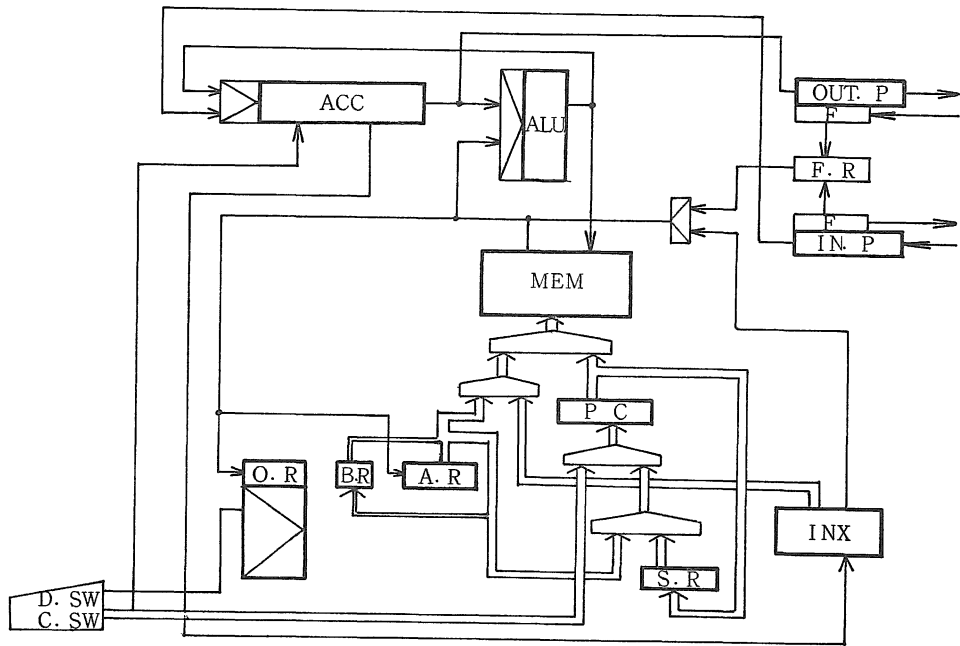 ACC
ALU
OUT. P
F
F. R
F
IN. P
MEM
P C
O. R
B.R
A. R
INX
S. R
D. SW
C. SW